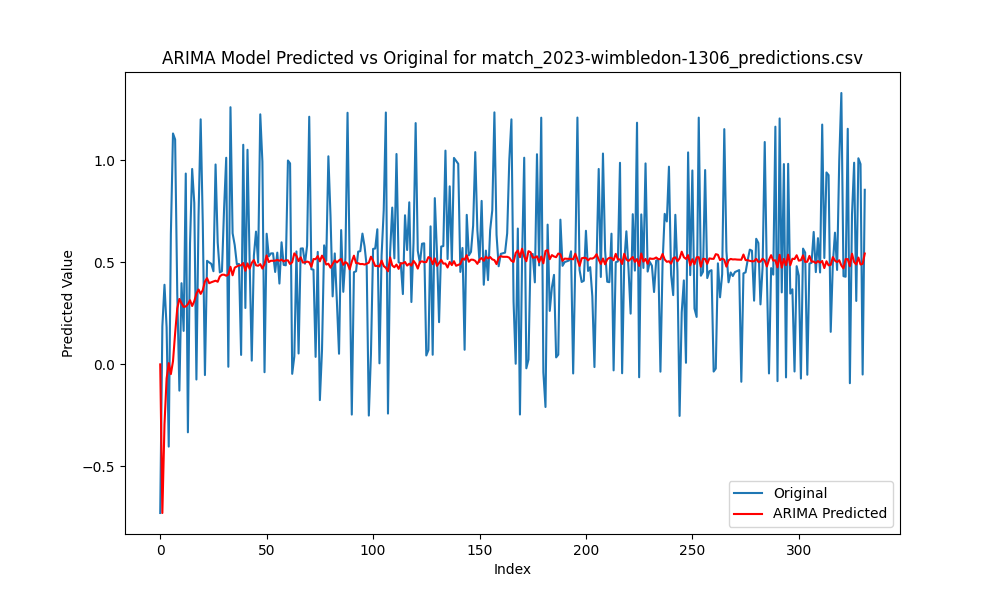 ARIMA Model Predicted vs Original for match_2023-wimbledon-1306_predictions.csv
Predicted Value
1.0
0.5
0.0
−0.5
0 50 100 150 200 250 300
Index
Original
ARIMA Predicted